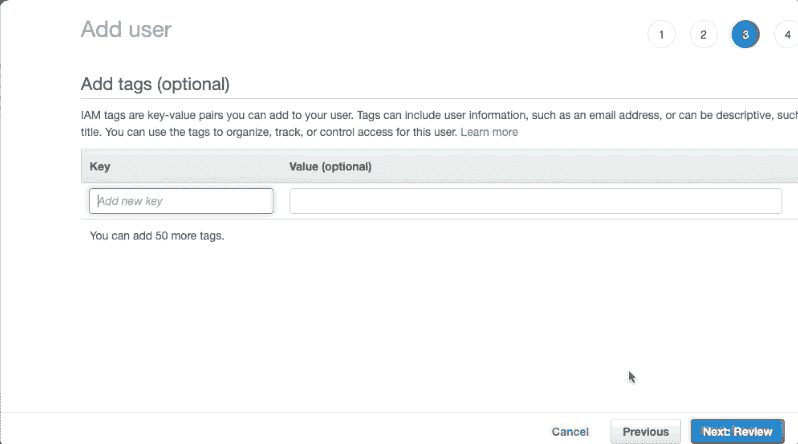 Add user
1 2 3 4
Add tags (optional)
IAM tags are key-value pairs you can add to your user. Tags can include user information, such as an email address, or can be descriptive, such
title. You can use the tags to organize, track, or control access for this user. Learn more
Key Value (optional)
Add new key
You can add 50 more tags.
Cancel Previous Next: Review